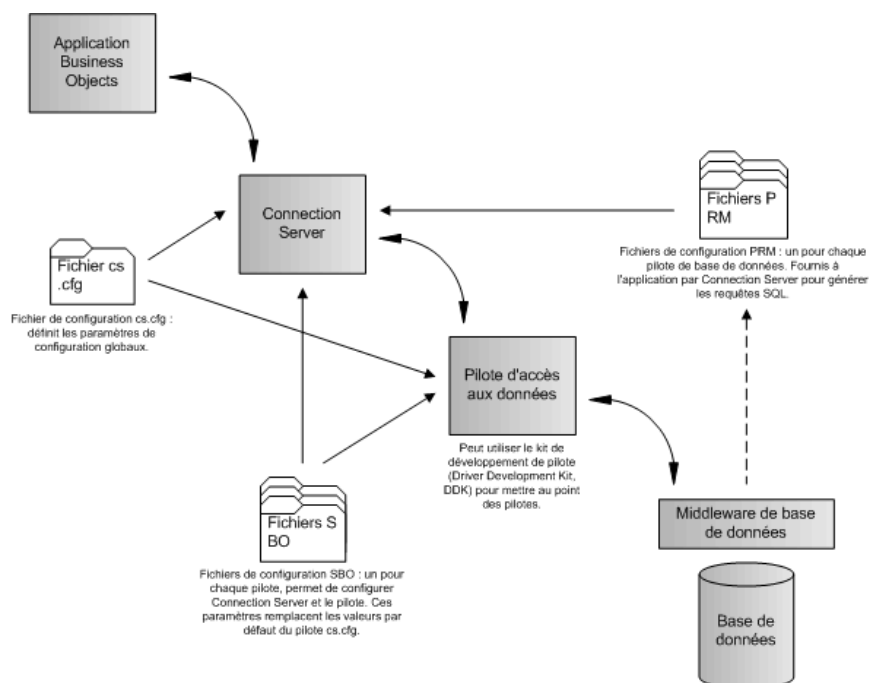 Application
Business
Objects
Connection
Server
Fichiers P
RM
Fichiers de configuration PRM : un pour chaque
pilote de base de données. Fournis à
l'application par Connection Server pour générer
les requêtes SQL.
Fichier cs
.cfg
Fichier de configuration cs.cfg :
définit les paramètres de
configuration globaux.
Pilote d'accès
aux données
Peut utiliser le kit de
développement de pilote
(Driver Development Kit,
DDK) pour mettre au point
des pilotes.
Fichiers S
BO
Fichiers de configuration SBO : un pour
chaque pilote, permet de configurer
Connection Server et le pilote. Ces
paramètres remplacent les valeurs par
défaut du pilote cs.cfg.
Middleware de base
de données
Base de
données